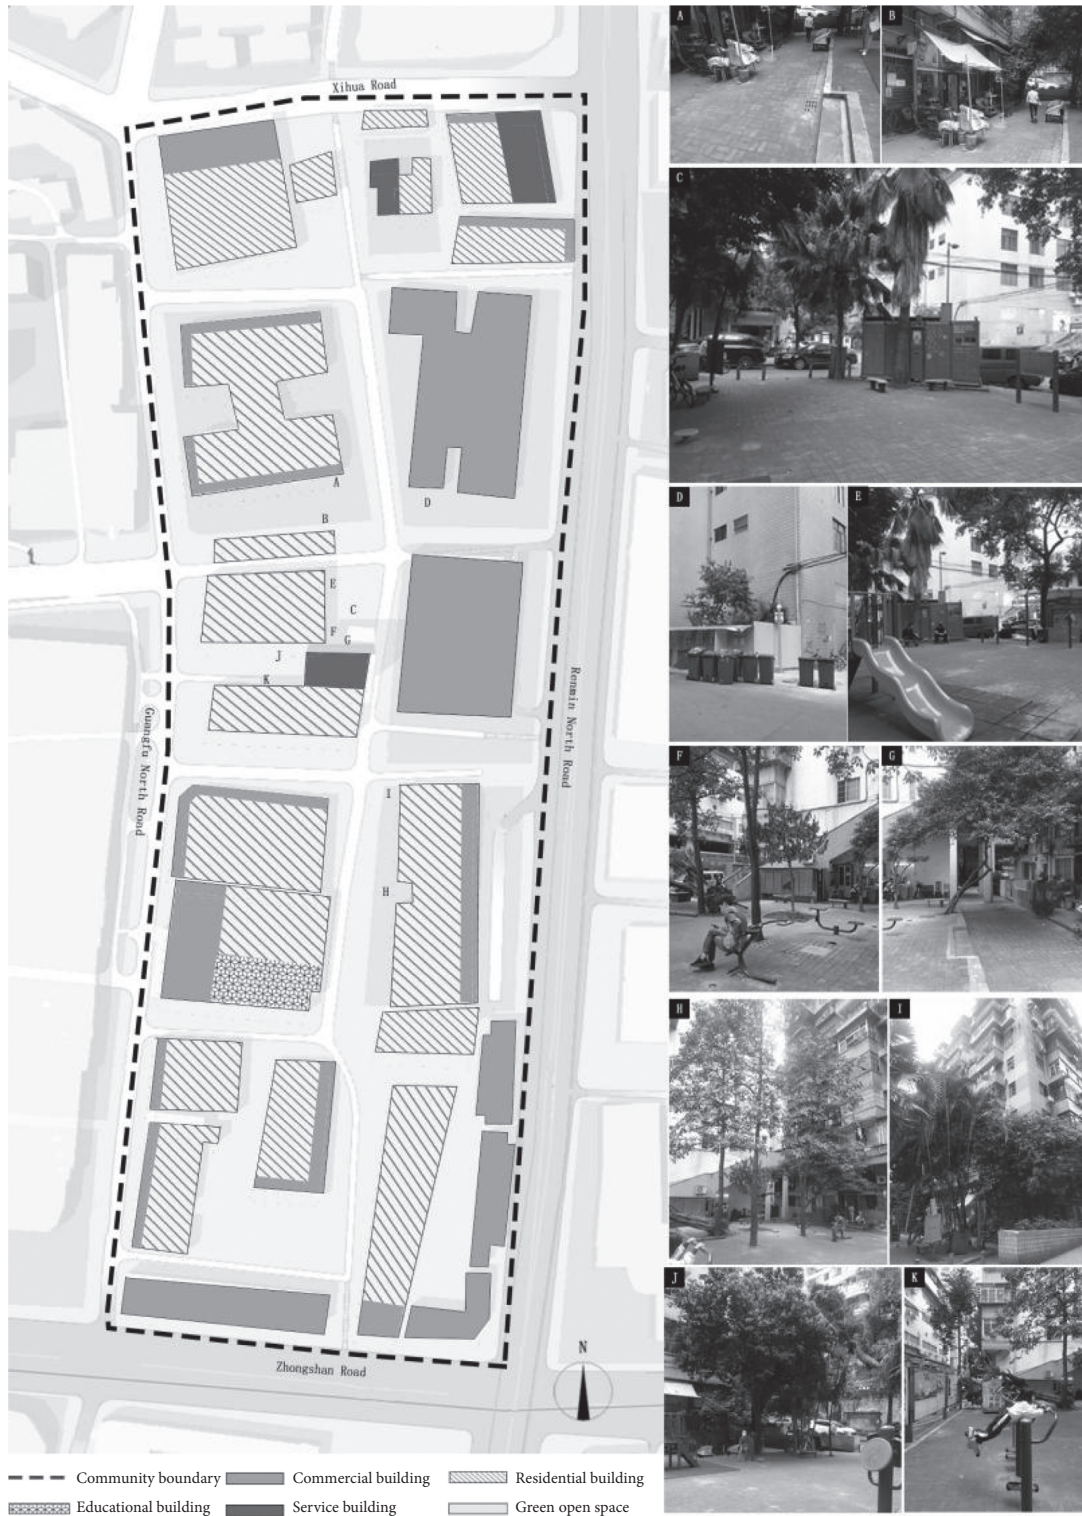 Xihua Road
A
B
D
E
C
F
G
J
K
Guangfu North Road
Renmin North Road
I
H
Zhongshan Road
N
A
B
C
D
E
F
G
H
I
J
K
Community boundary
Commercial building
Residential building
Educational building
Service building
Green open space